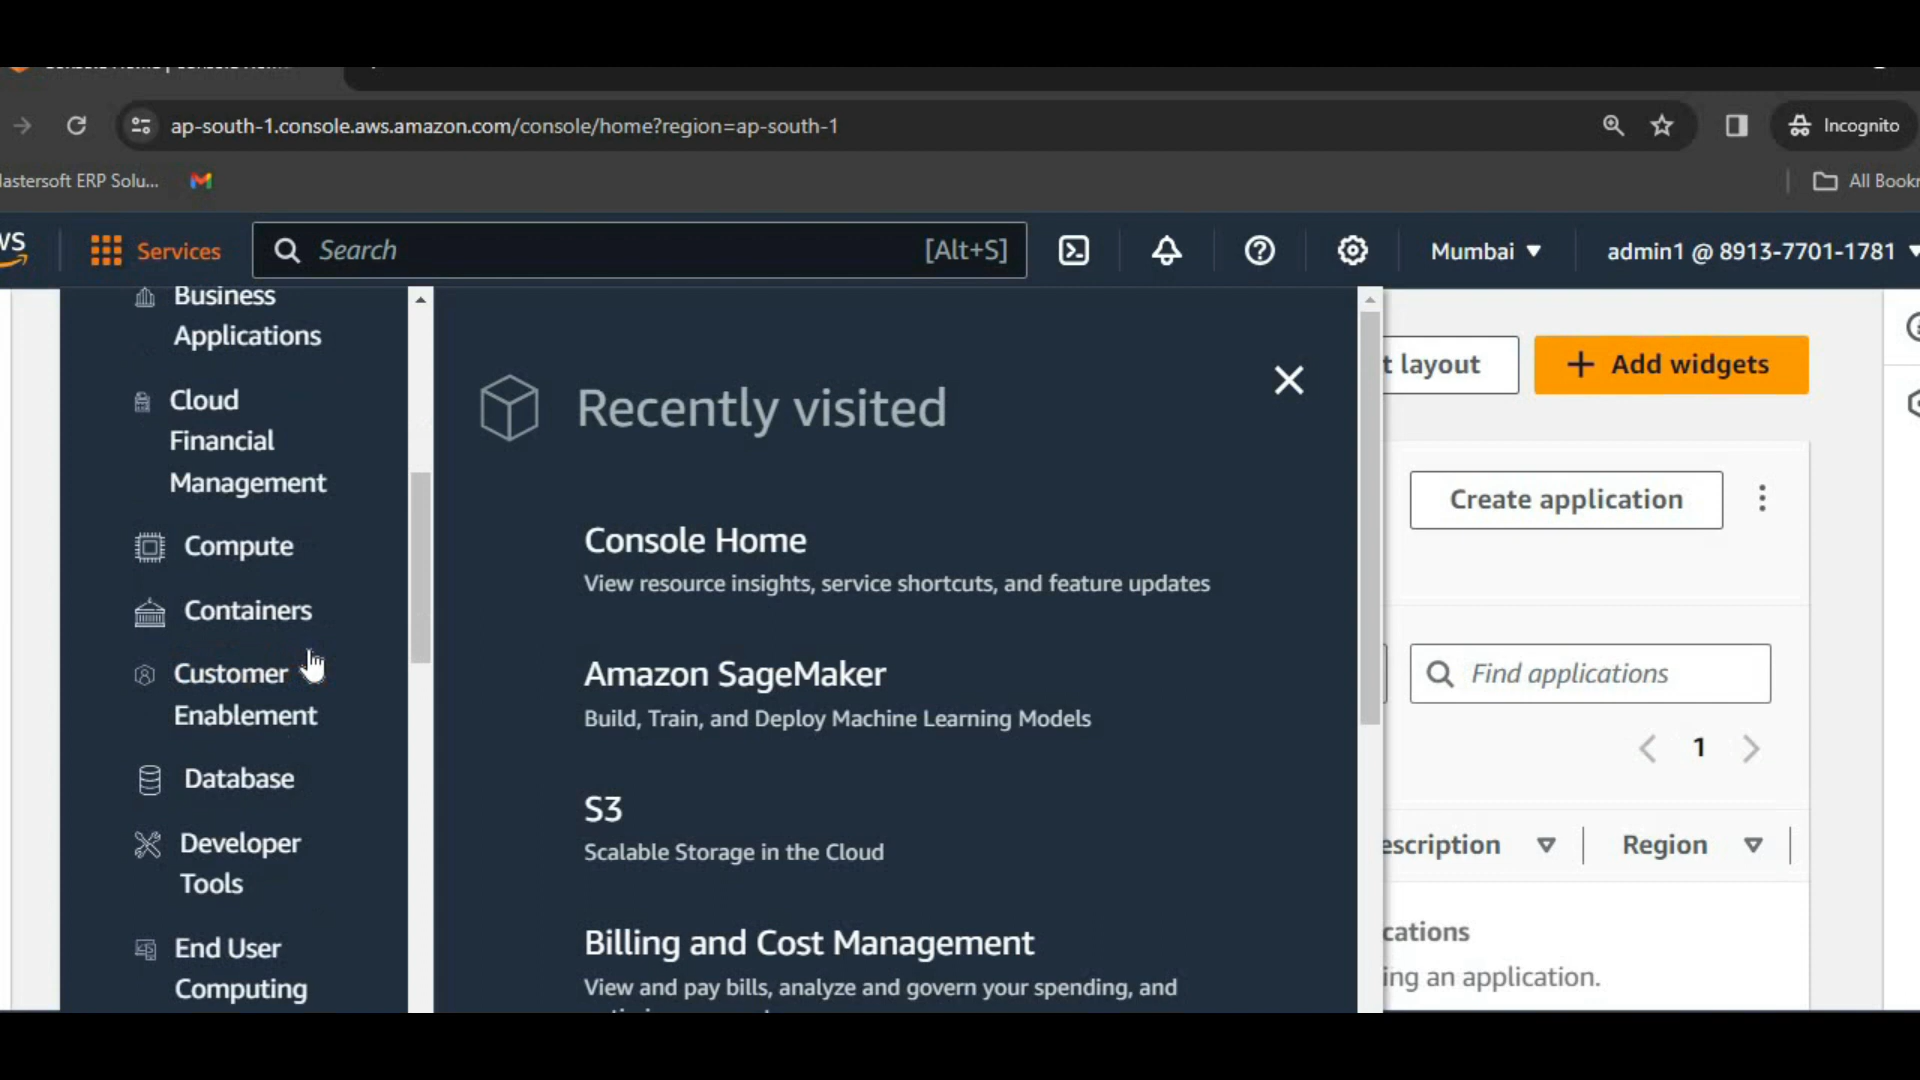 ap-south-1.console.aws.amazon.com/console/home?region=ap-south-1
Incognito
lastersoft ERP Solu...
All Bookr
Services
Search
[Alt+S]
Mumbai
admin1 @ 8913-7701-1781
Business
Applications
Cloud
Financial
Management
Compute
Containers
Customer
Enablement
Database
Developer
Tools
End User
Computing
Recently visited
Console Home
View resource insights, service shortcuts, and feature updates
Amazon SageMaker
Build, Train, and Deploy Machine Learning Models
S3
Scalable Storage in the Cloud
Billing and Cost Management
View and pay bills, analyze and govern your spending, and
t layout
+ Add widgets
Create application
Find applications
1
escription
Region
cations
ing an application.